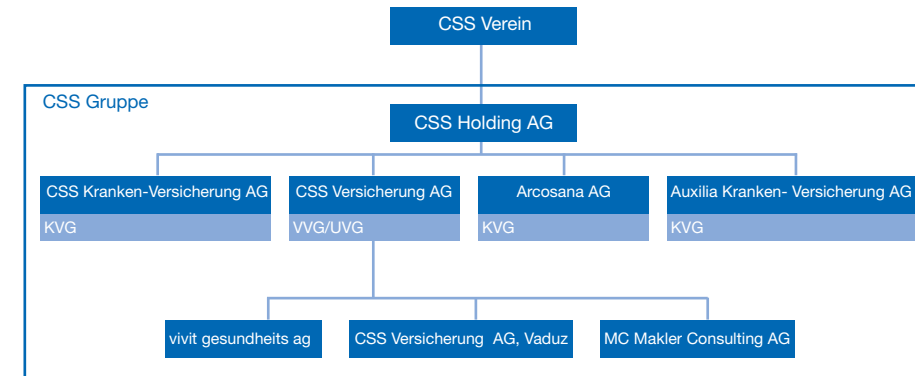 CSS Verein
CSS Gruppe
CSS Holding AG
CSS Kranken-Versicherung AG
KVG
CSS Versicherung AG
VVG/UVG
Arcosana AG
KVG
Auxilia Kranken- Versicherung AG
KVG
vivit gesundheits ag
CSS Versicherung AG, Vaduz
MC Makler Consulting AG